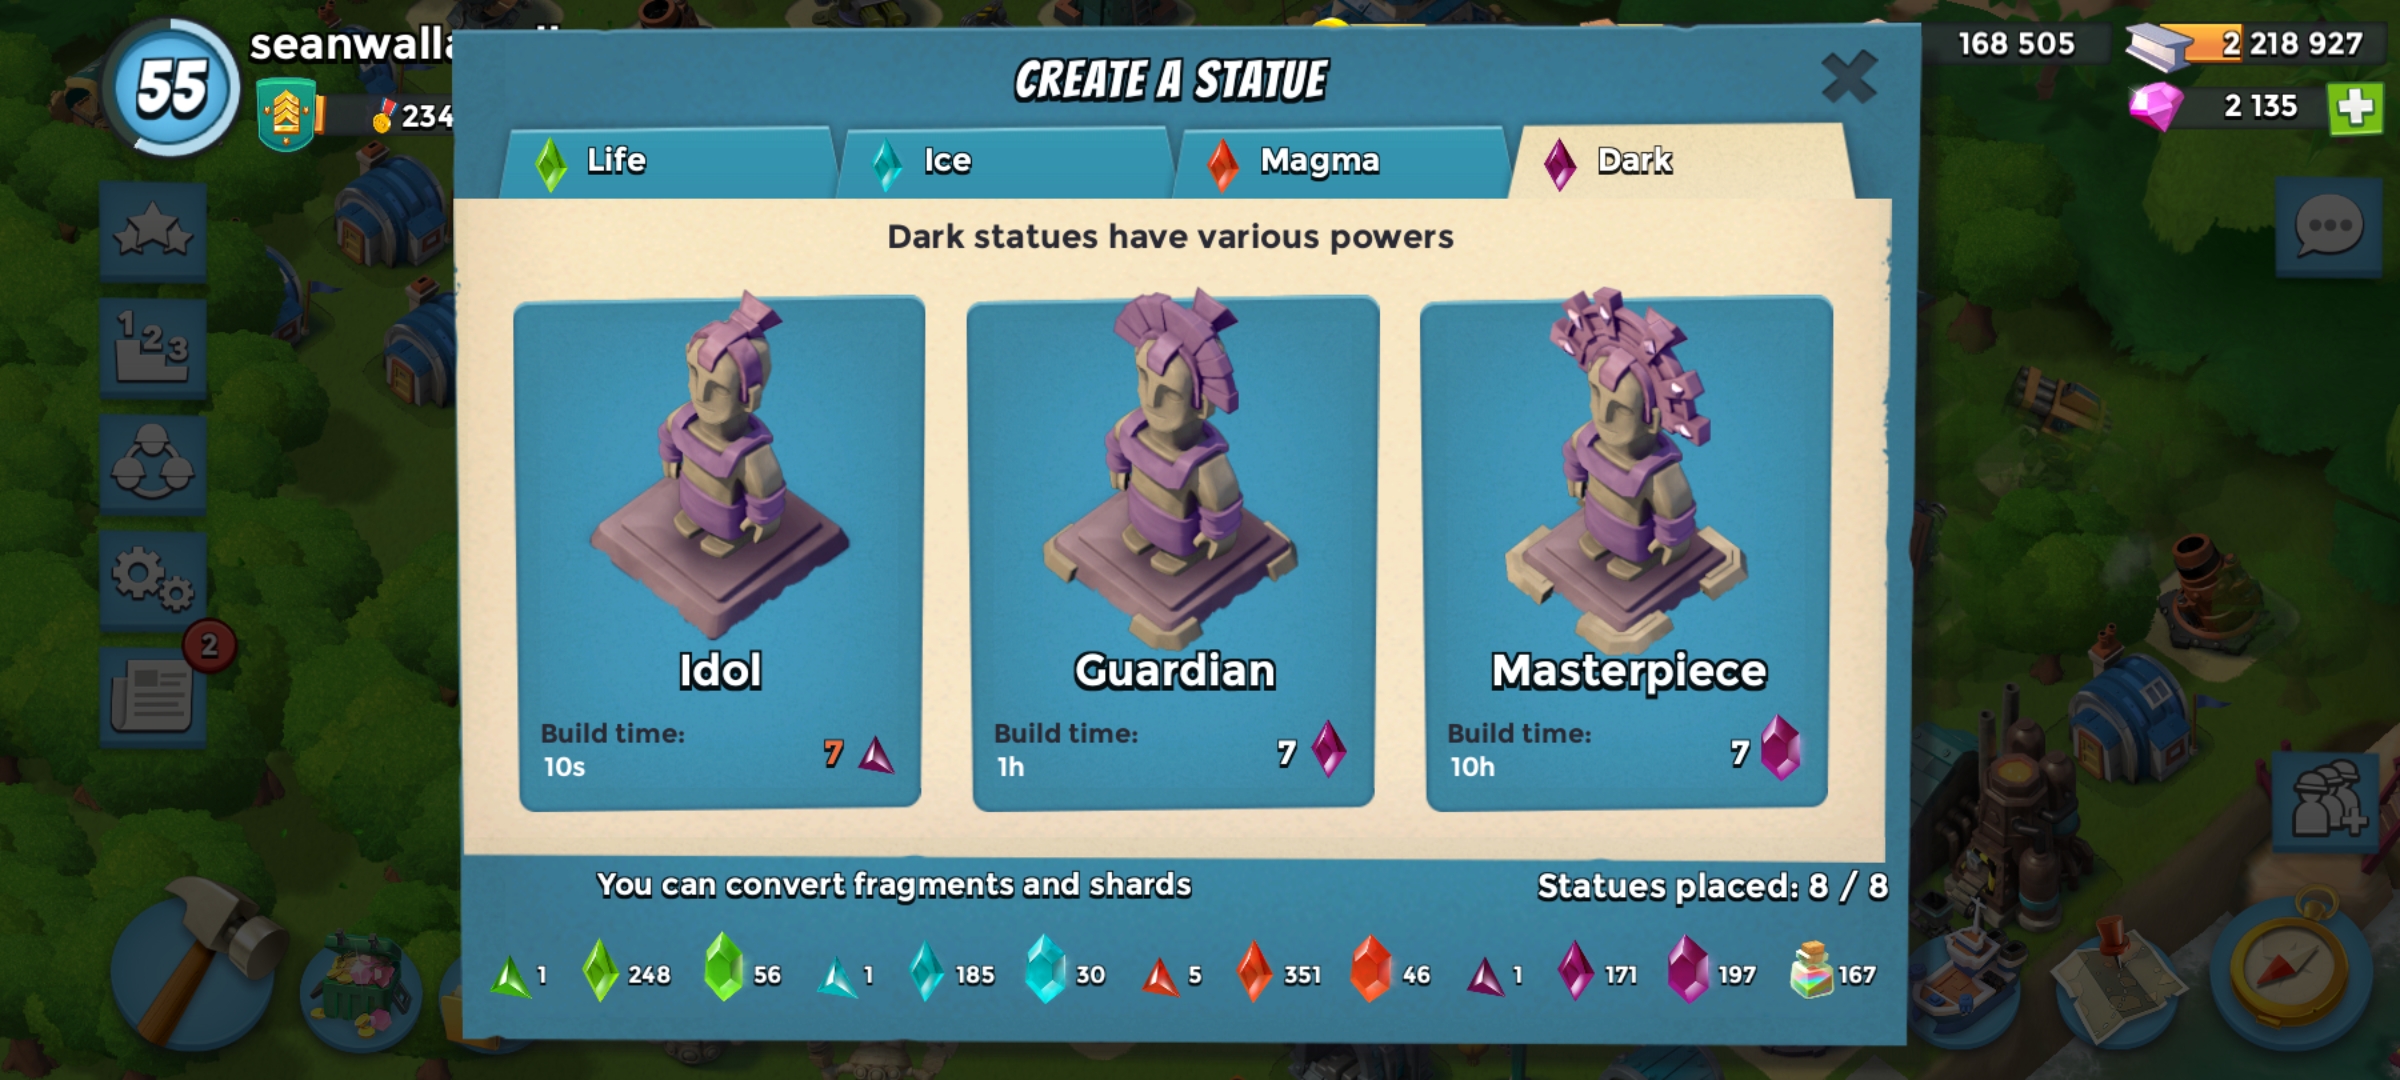 55
234
168 505
2 218 927
2 135
CREATE A STATUE
Life
Ice
Magma
Dark
Dark statues have various powers
Idol
Build time:
10s
7
Guardian
Build time:
1h
7
Masterpiece
Build time:
10h
7
1 2 3
2
You can convert fragments and shards
Statues placed: 8 / 8
1 248 56 1 185 30 5 351 46 1 171 197 167